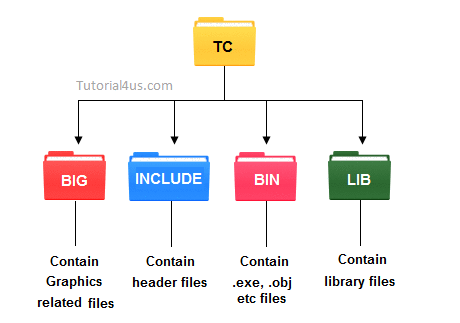 TC
Tutorial4us.com
BIG
INCLUDE
BIN
LIB
Contain
Graphics
related files
Contain
header files
Contain
.exe, .obj
etc files
Contain
library files